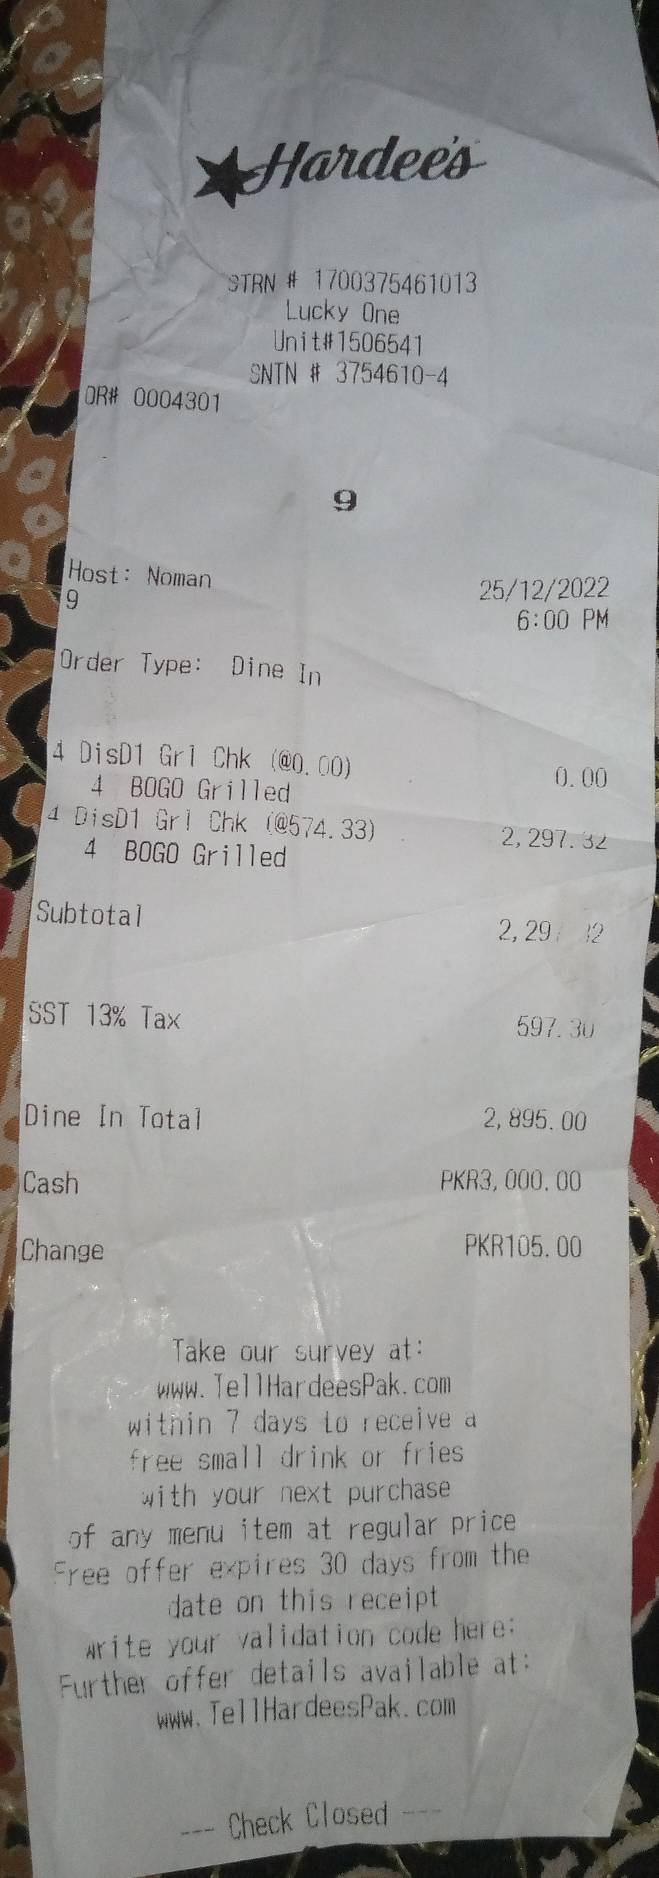 Hardee's
STRN # 1700375461013
Lucky One
Unit#1506541
SNTN # 3754610-4
OR# 0004301
9
Host: Noman 25/12/2022
9 6:00 PM
Order Type: Dine In
4 DisD1 Grl Chk (@0.00) 0.00
4 BOGO Grilled
4 DisD1 Grl Chk (@574.33) 2,297.32
4 BOGO Grilled
Subtotal
SST 13% Tax 597.30
Dine In Total 2,895.00
Cash PKR3,000.00
Change PKR105.00
Take our survey at:
www.TellHardeesPak.com
within 7 days to receive a
free small drink or fries
with your next purchase
of any menu item at regular price
Free offer expires 30 days from the
date on this receipt
write your validation code here:
Further offer details available at:
www.TellHardeesPak.com
--- Check Closed ---